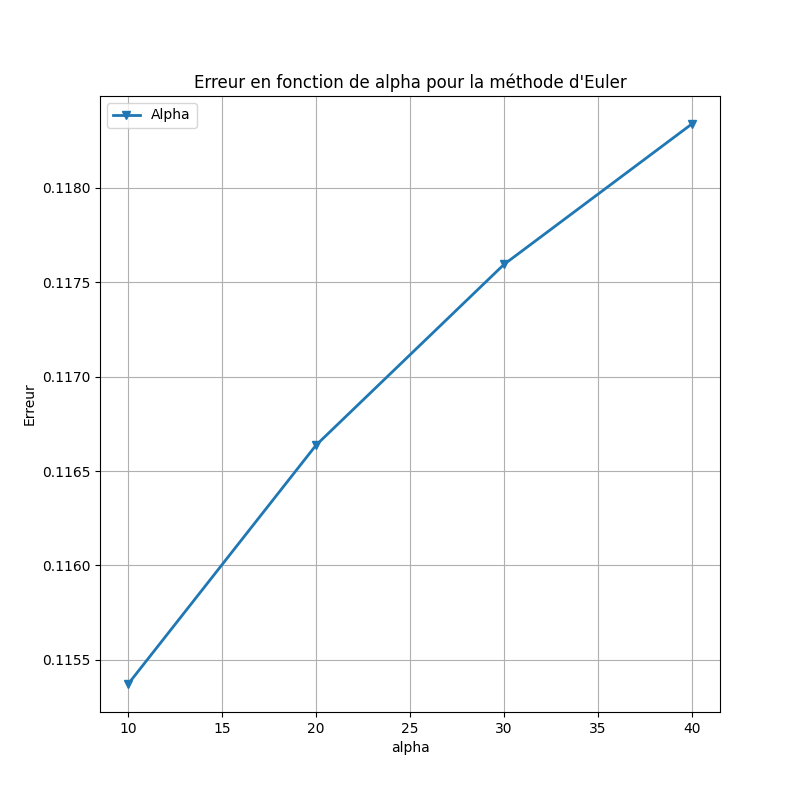 Erreur en fonction de alpha pour la méthode d'Euler
Alpha
0.1180
0.1175
0.1170
0.1165
0.1160
0.1155
Erreur
10 15 20 25 30 35 40
alpha